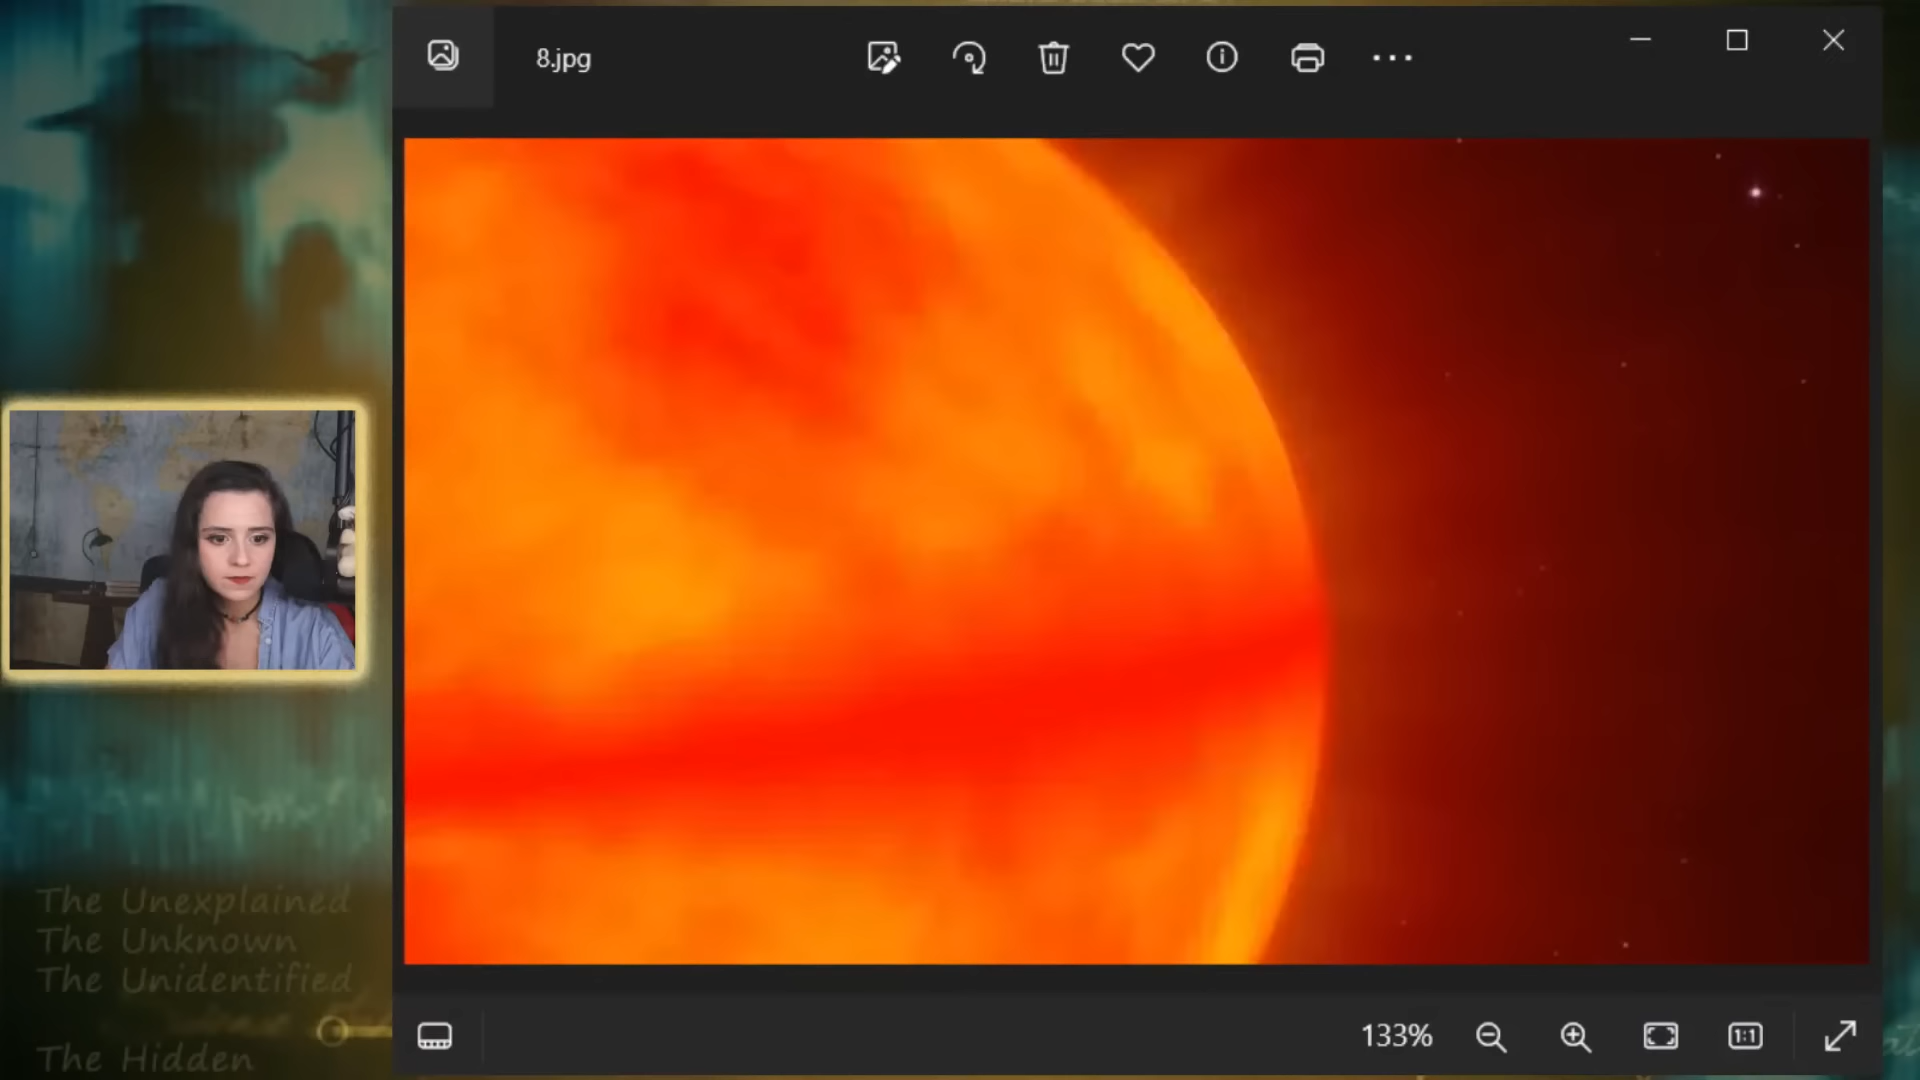 8.jpg
The Unexplained
The Unknown
The Unidentified
The Hidden
133%
1:1